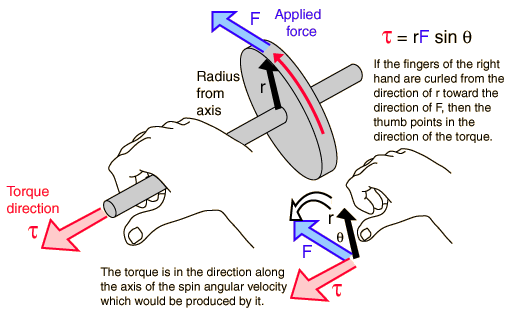 F
Applied
force
τ = rF sin θ
If the fingers of the right
hand are curled from the
direction of r toward the
direction of F, then the
thumb points in the
direction of the torque.
Radius
from
axis
r
Torque
direction
τ
r
θ
F
τ
The torque is in the direction along
the axis of the spin angular velocity
which would be produced by it.